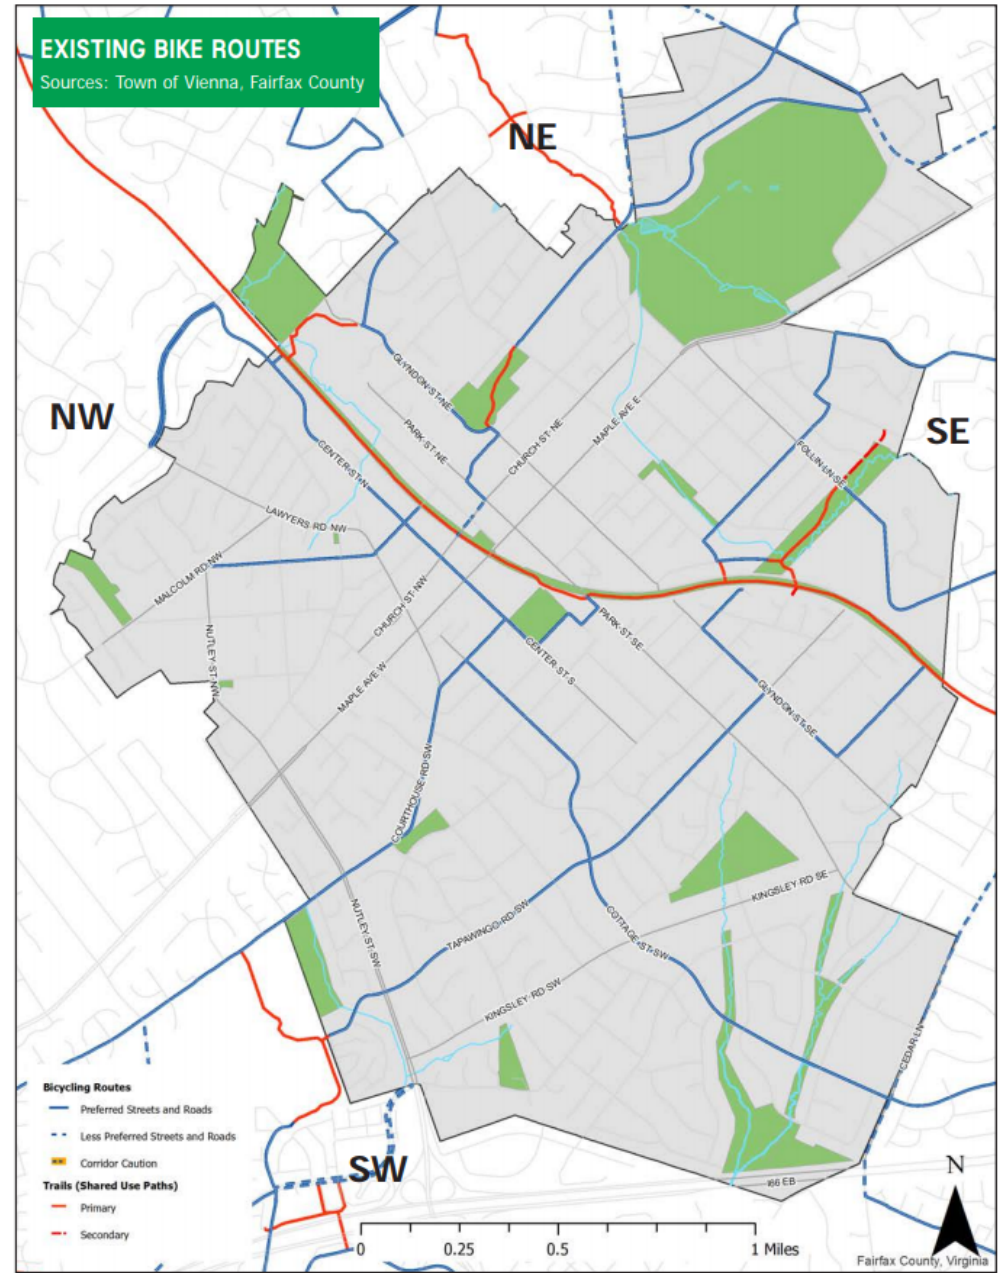 EXISTING BIKE ROUTES
Sources: Town of Vienna, Fairfax County
NE
NW
SE
GLYNDON-ST-NE
PARK-ST-NE
CHURCH-ST-NE
MAPLE AVE E
CENTER-ST-N
LAWYERS RD NW
FOLLIN-LN-SE
MALCOLM RD-NW
CHURCH-ST-NW
NUTLEY-ST-NW
MAPLE AVE W
PARK-ST-SE
CENTER-ST-S
GLYNDON-ST-SE
COURTHOUSE-RD-SW
KINGSLEY-RD SE
NUTLEY-ST-SW
TAPAWINGO-RD-SW
COTTAGE-ST-SW
KINGSLEY-RD SW
CEDAR-LN
Bicycling Routes
Preferred Streets and Roads
Less Preferred Streets and Roads
Corridor Caution
Trails (Shared Use Paths)
Primary
Secondary
SW
I66 EB
N
0 0.25 0.5 1 Miles
Fairfax County, Virginia